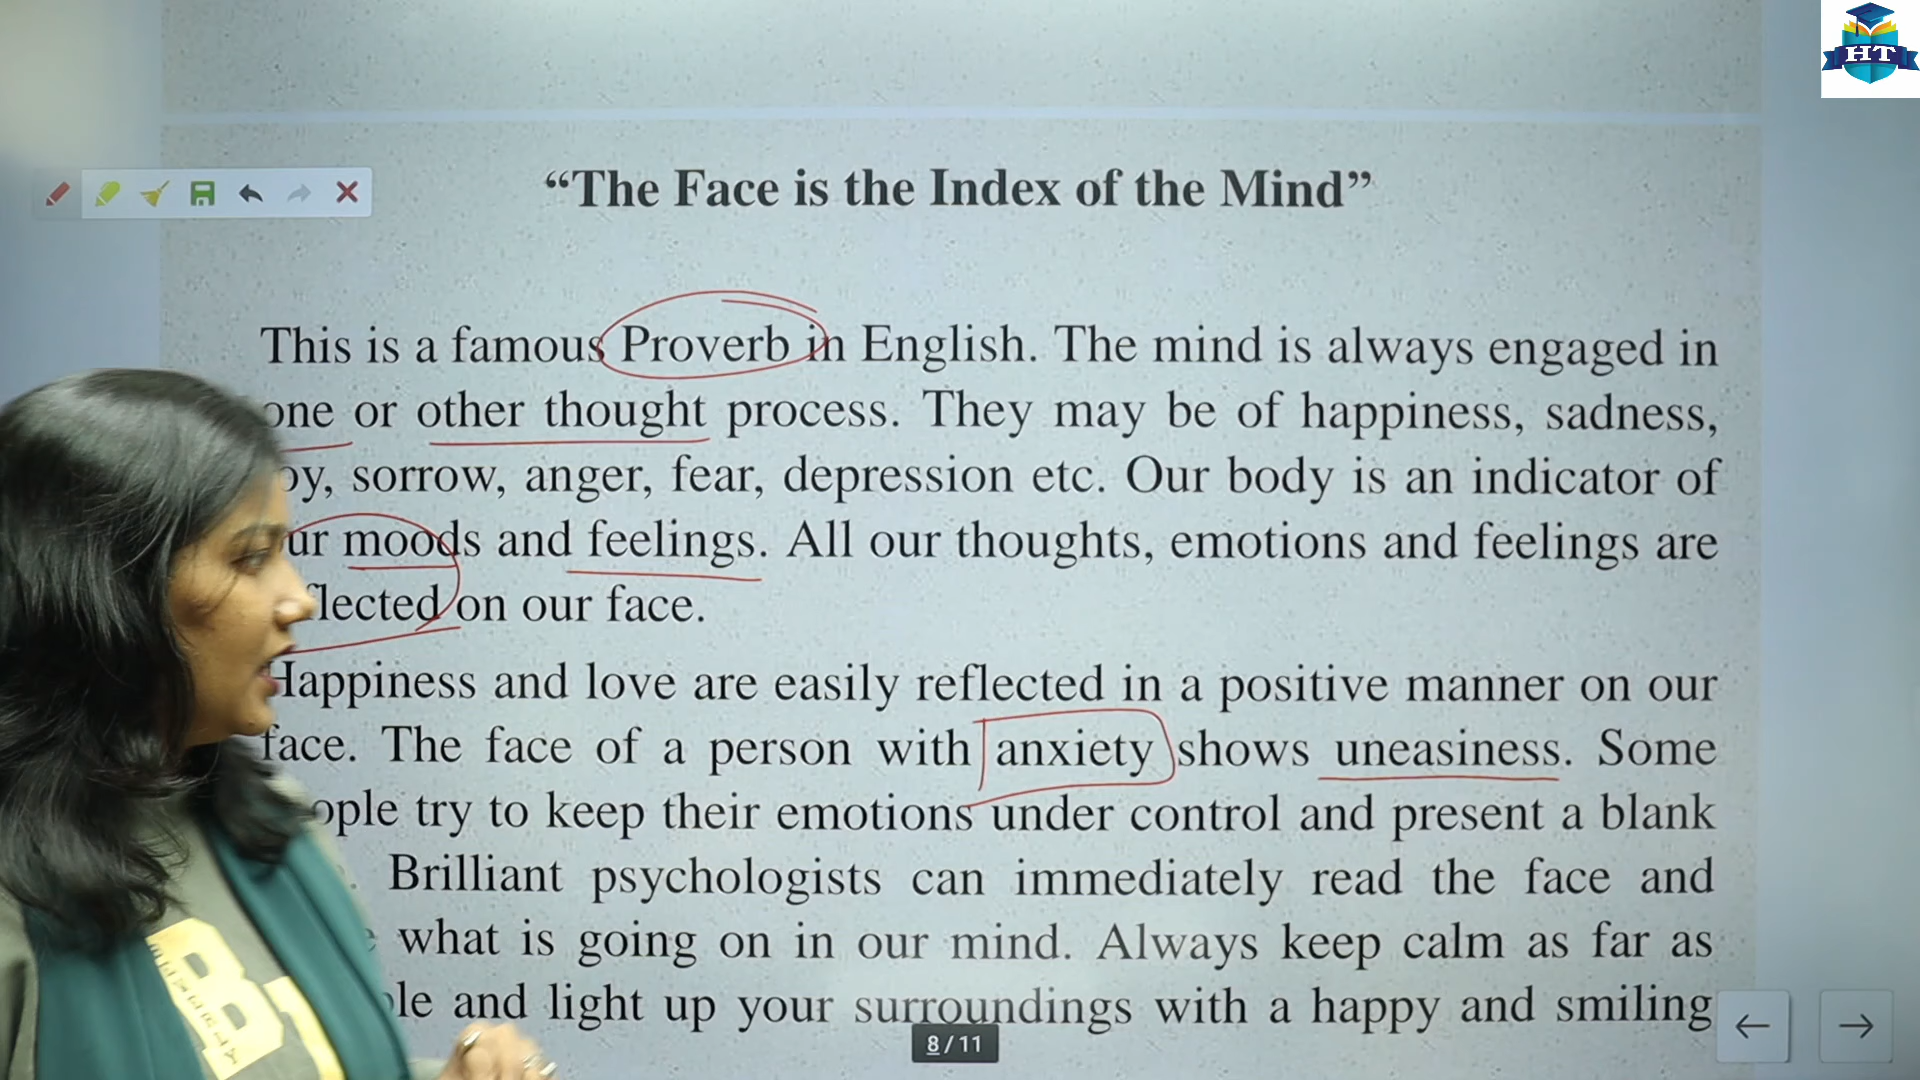 HT
“The Face is the Index of the Mind”
This is a famous Proverb in English. The mind is always engaged in
one or other thought process. They may be of happiness, sadness,
sorrow, anger, fear, depression etc. Our body is an indicator of
moods and feelings. All our thoughts, emotions and feelings are
on our face.
Happiness and love are easily reflected in a positive manner on our
face. The face of a person with anxiety shows uneasiness. Some
try to keep their emotions under control and present a blank
Brilliant psychologists can immediately read the face and
what is going on in our mind. Always keep calm as far as
and light up your surroundings with a happy and smiling
8 / 11